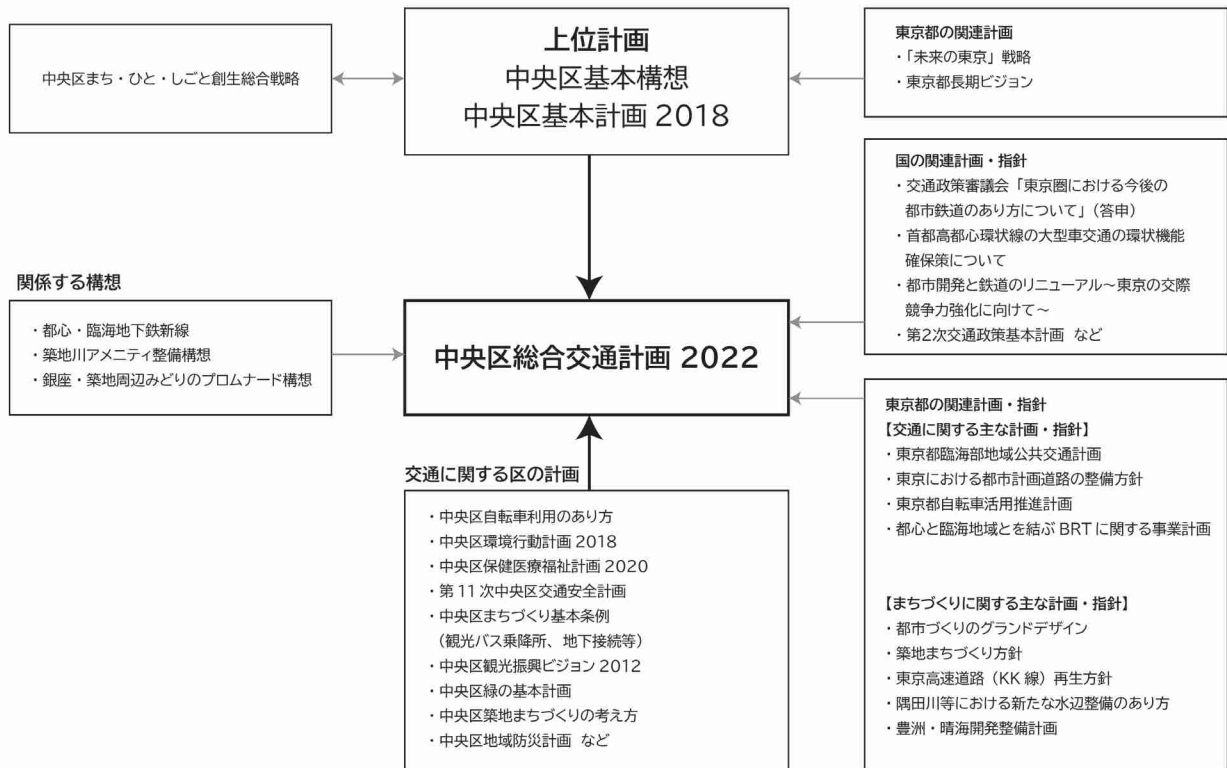 中央区まち・ひと・しごと創生総合戦略
上位計画
中央区基本構想
中央区基本計画 2018
東京都の関連計画
・「未来の東京」戦略
・東京都長期ビジョン
国の関連計画・指針
・交通政策審議会「東京圏における今後の
都市鉄道のあり方について」（答申）
・首都高都心環状線の大型車交通の環状機能
確保策について
・都市開発と鉄道のリニューアル～東京の交際
競争力強化に向けて～
・第2次交通政策基本計画 など
関係する構想
・都心・臨海地下鉄新線
・築地川アメニティ整備構想
・銀座・築地周辺みどりのプロムナード構想
中央区総合交通計画 2022
東京都の関連計画・指針
【交通に関する主な計画・指針】
・東京都臨海部地域公共交通計画
・東京における都市計画道路の整備方針
・東京都自転車活用推進計画
・都心と臨海地域とを結ぶ BRT に関する事業計画
【まちづくりに関する主な計画・指針】
・都市づくりのグランドデザイン
・築地まちづくり方針
・東京高速道路（KK 線）再生方針
・隅田川等における新たな水辺整備のあり方
・豊洲・晴海開発整備計画
交通に関する区の計画
・中央区自転車利用のあり方
・中央区環境行動計画 2018
・中央区保健医療福祉計画 2020
・第 11 次中央区交通安全計画
・中央区まちづくり基本条例
（観光バス乗降所、地下接続等）
・中央区観光振興ビジョン 2012
・中央区緑の基本計画
・中央区築地まちづくりの考え方
・中央区地域防災計画 など